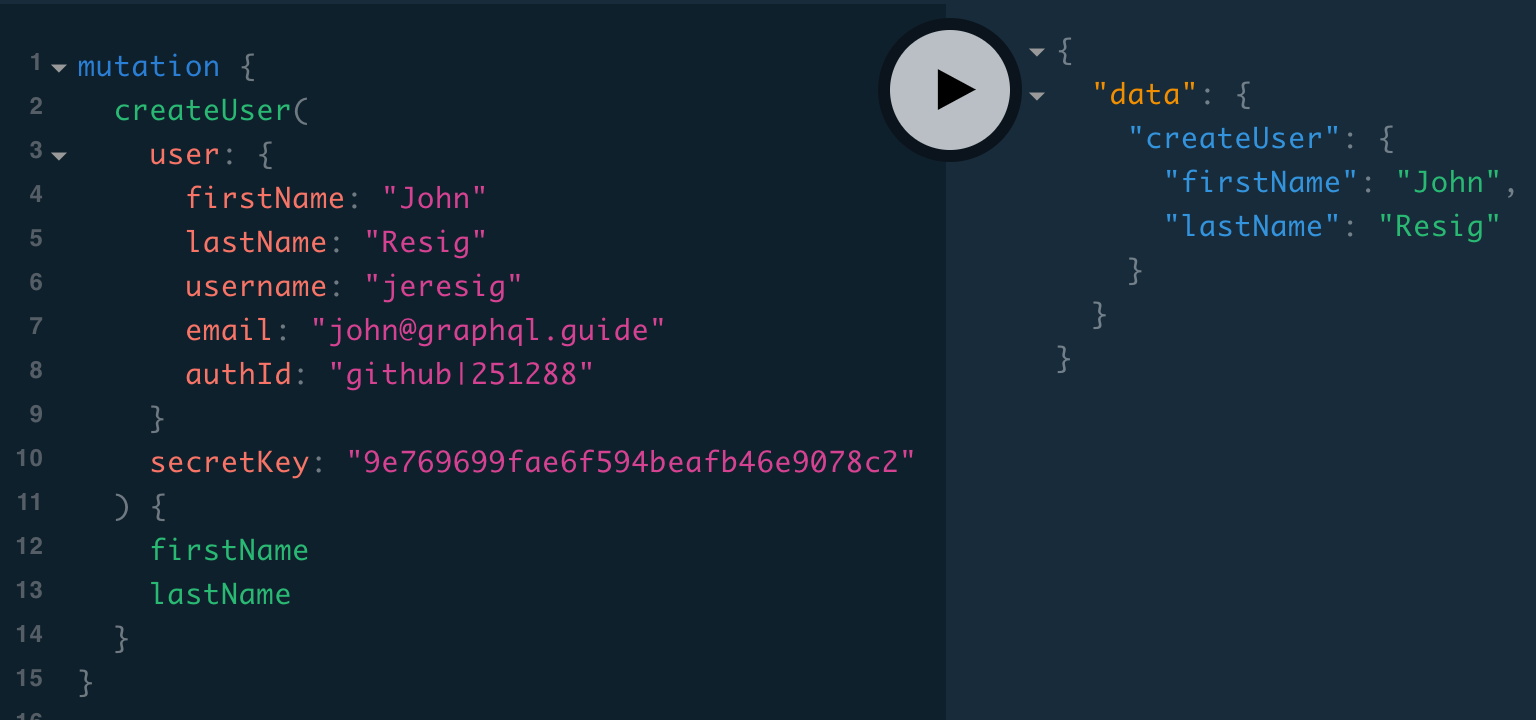 1 mutation {
2 createUser(
3 user: {
4 firstName: "John"
5 lastName: "Resig"
6 username: "jeresig"
7 email: "john@graphql.guide"
8 authId: "github|251288"
9 }
10 secretKey: "9e769699fae6f594beafb46e9078c2"
11 ) {
12 firstName
13 lastName
14 }
15 }
16
{
"data": {
"createUser": {
"firstName": "John",
"lastName": "Resig"
}
}
}